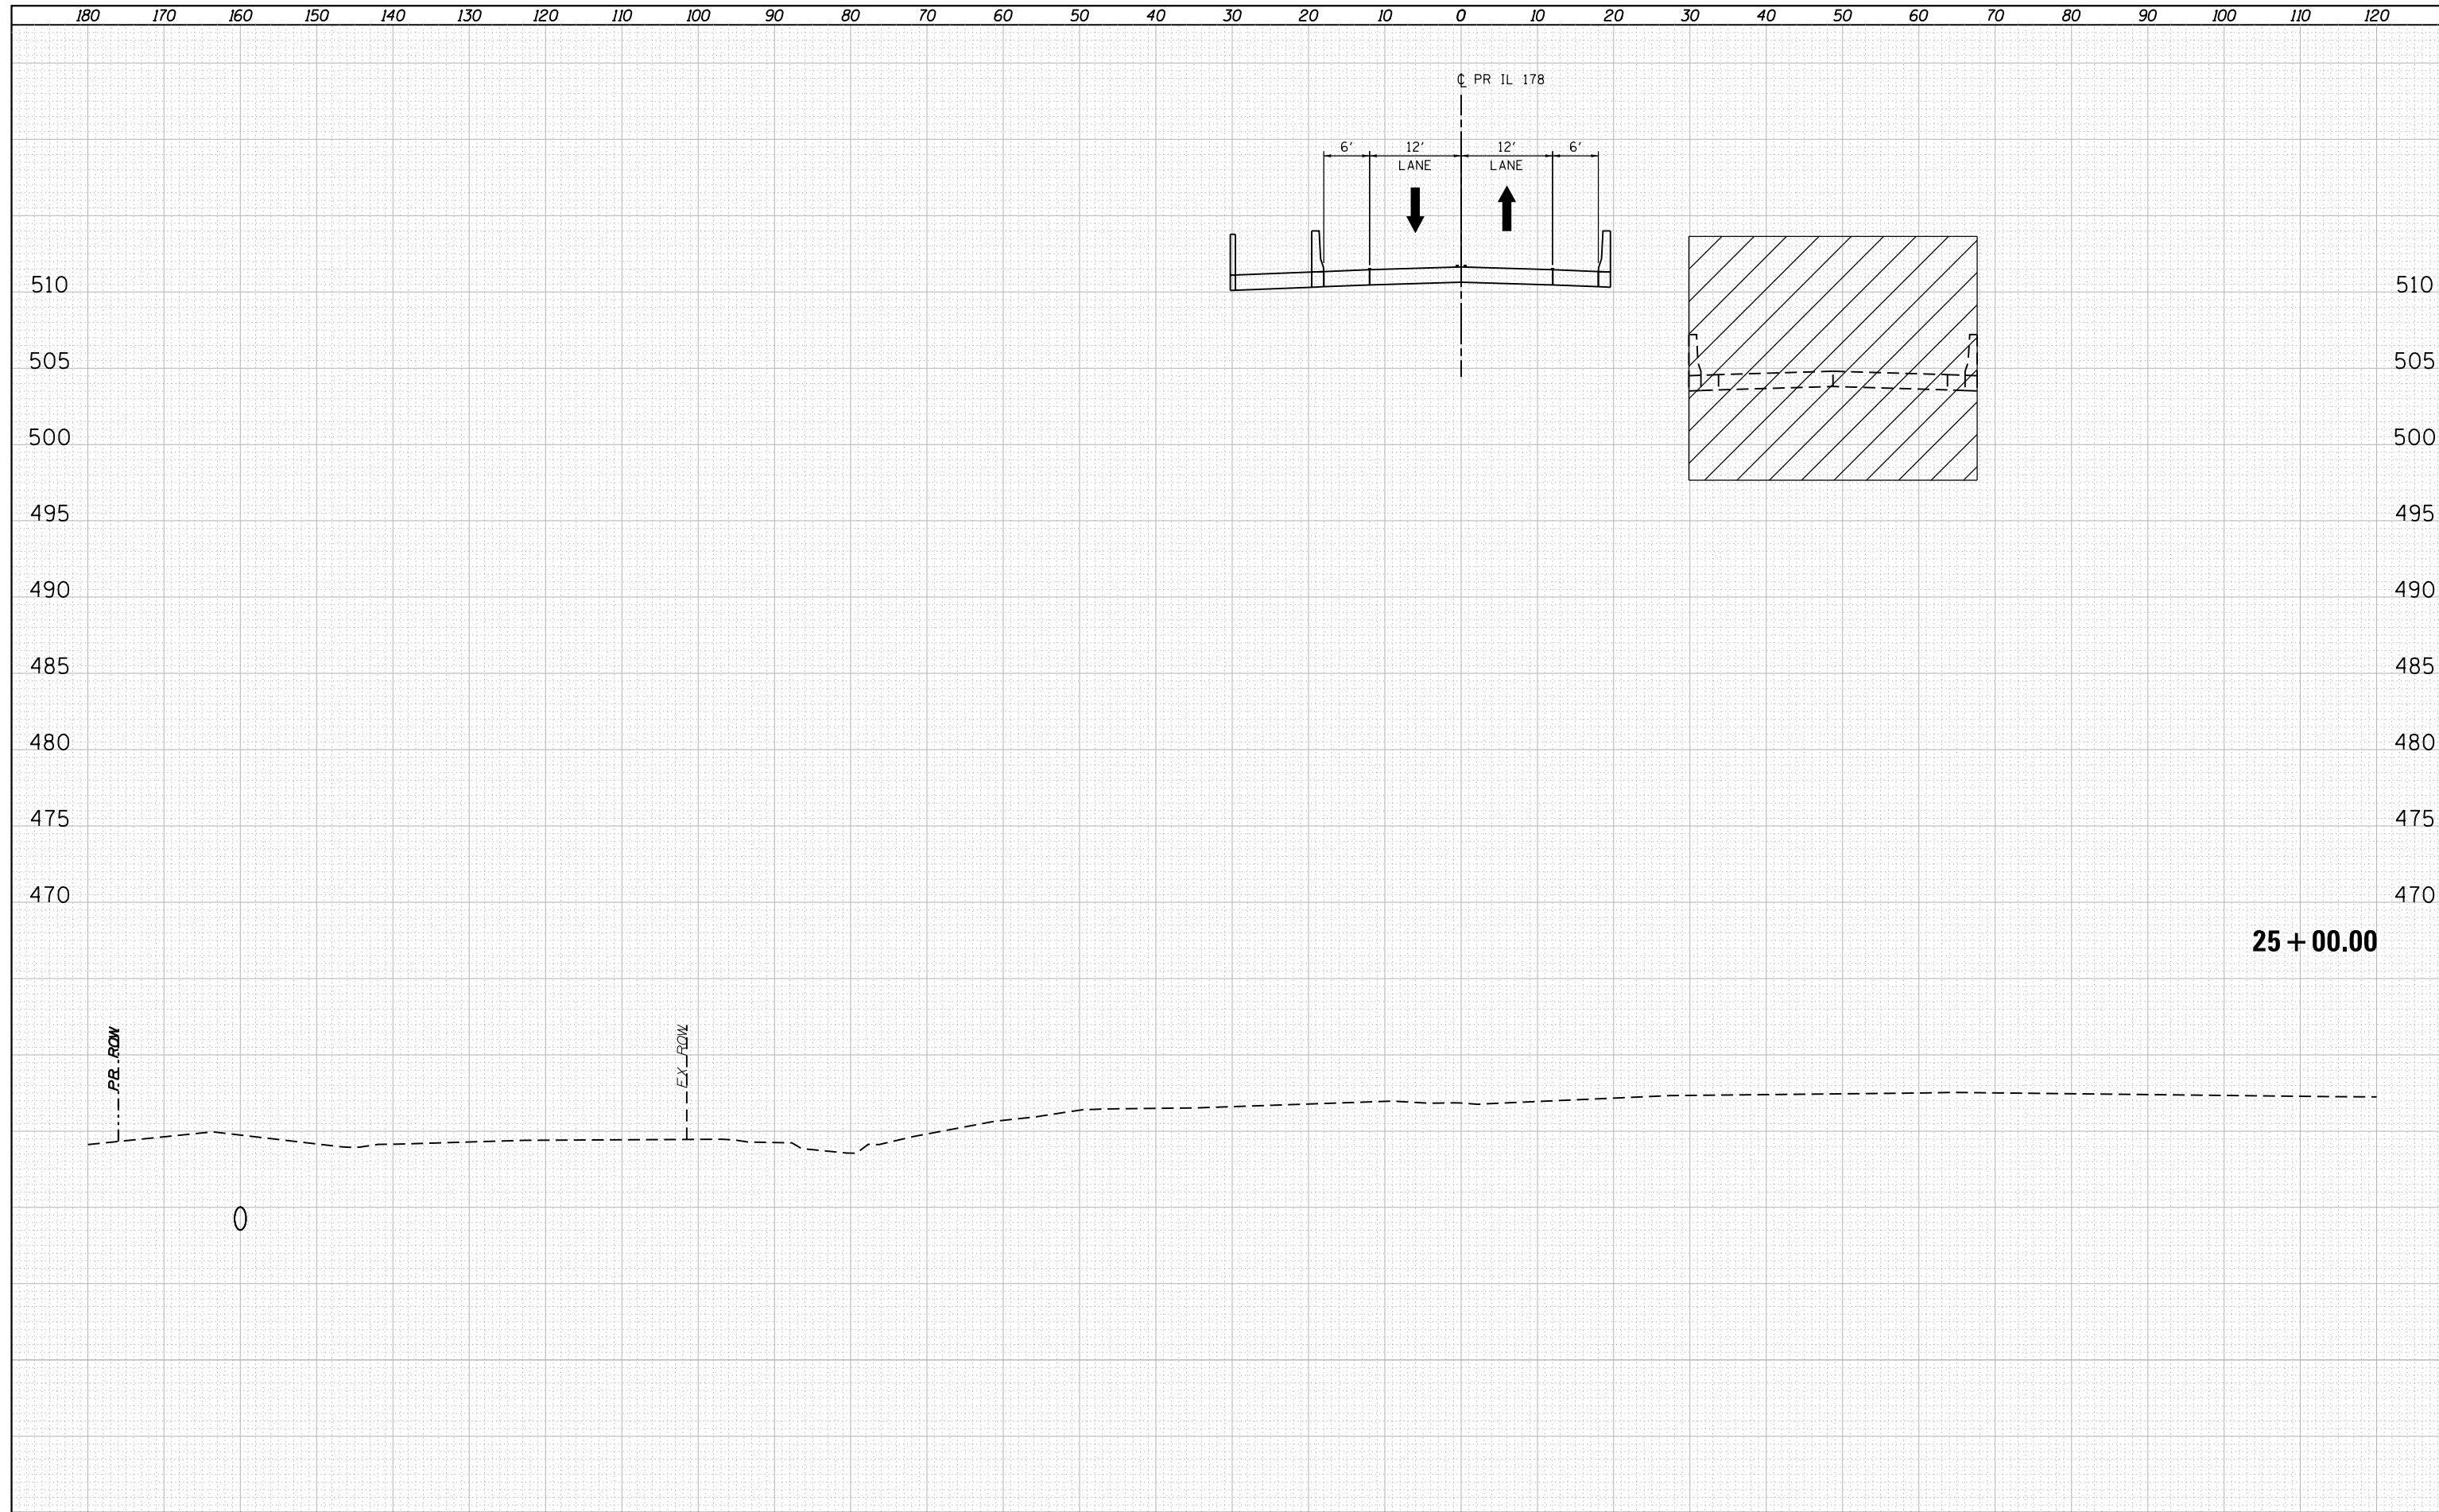 180 170 160 150 140 130 120 110 100 90 80 70 60 50 40 30 20 10 0 10 20 30 40 50 60 70 80 90 100 110 120
℄ PR IL 178
6' 12' 12' 6'
LANE LANE
510 510
505 505
500 500
495 495
490 490
485 485
480 480
475 475
470 470
25+00.00
PR ROW
EX ROW